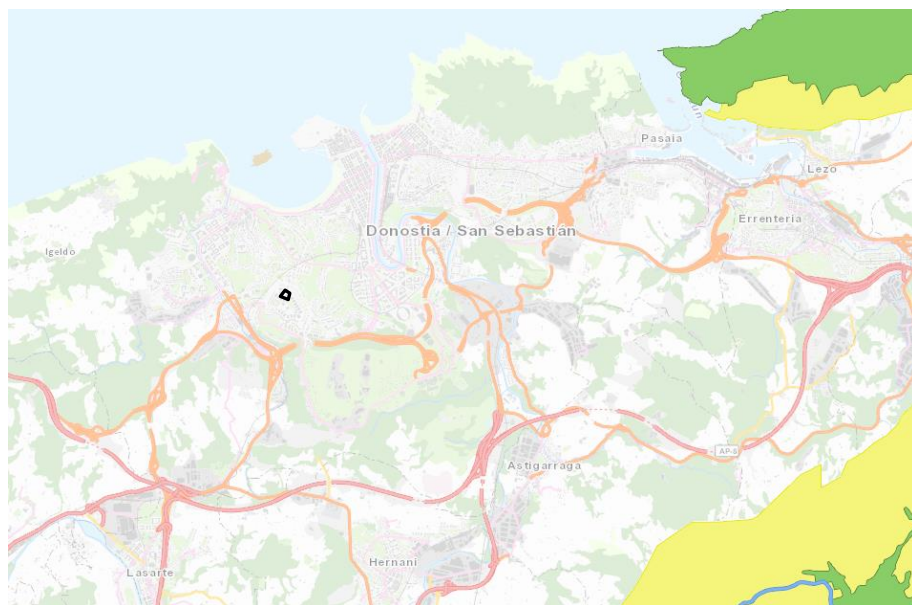 Pasaia
Lezo
Errenteria
Donostia / San Sebastián
Igeldo
AP-8
Astigarraga
Hernani
Lasarte